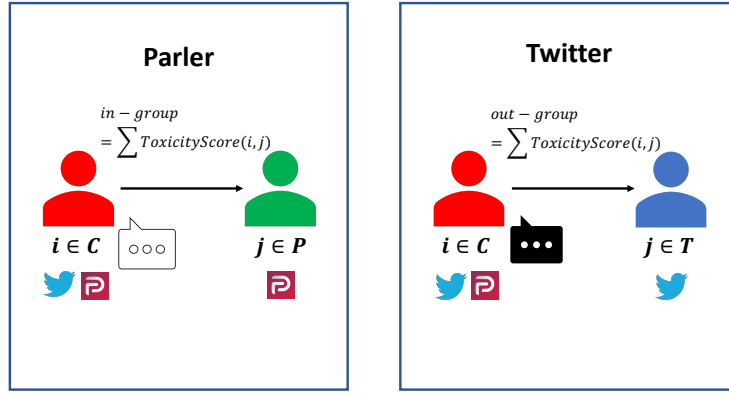 Parler
in − group
= ∑ ToxicityScore(i, j)
i ∈ C
j ∈ P
Twitter
out − group
= ∑ ToxicityScore(i, j)
i ∈ C
j ∈ T